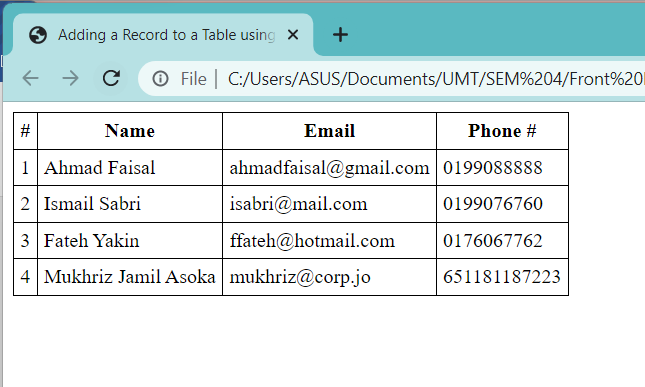 Adding a Record to a Table using
File | C:/Users/ASUS/Documents/UMT/SEM%204/Front%20
# Name Email Phone #
1 Ahmad Faisal ahmadfaisal@gmail.com 0199088888
2 Ismail Sabri isabri@mail.com 0199076760
3 Fateh Yakin ffateh@hotmail.com 0176067762
4 Mukhriz Jamil Asoka mukhriz@corp.jo 651181187223